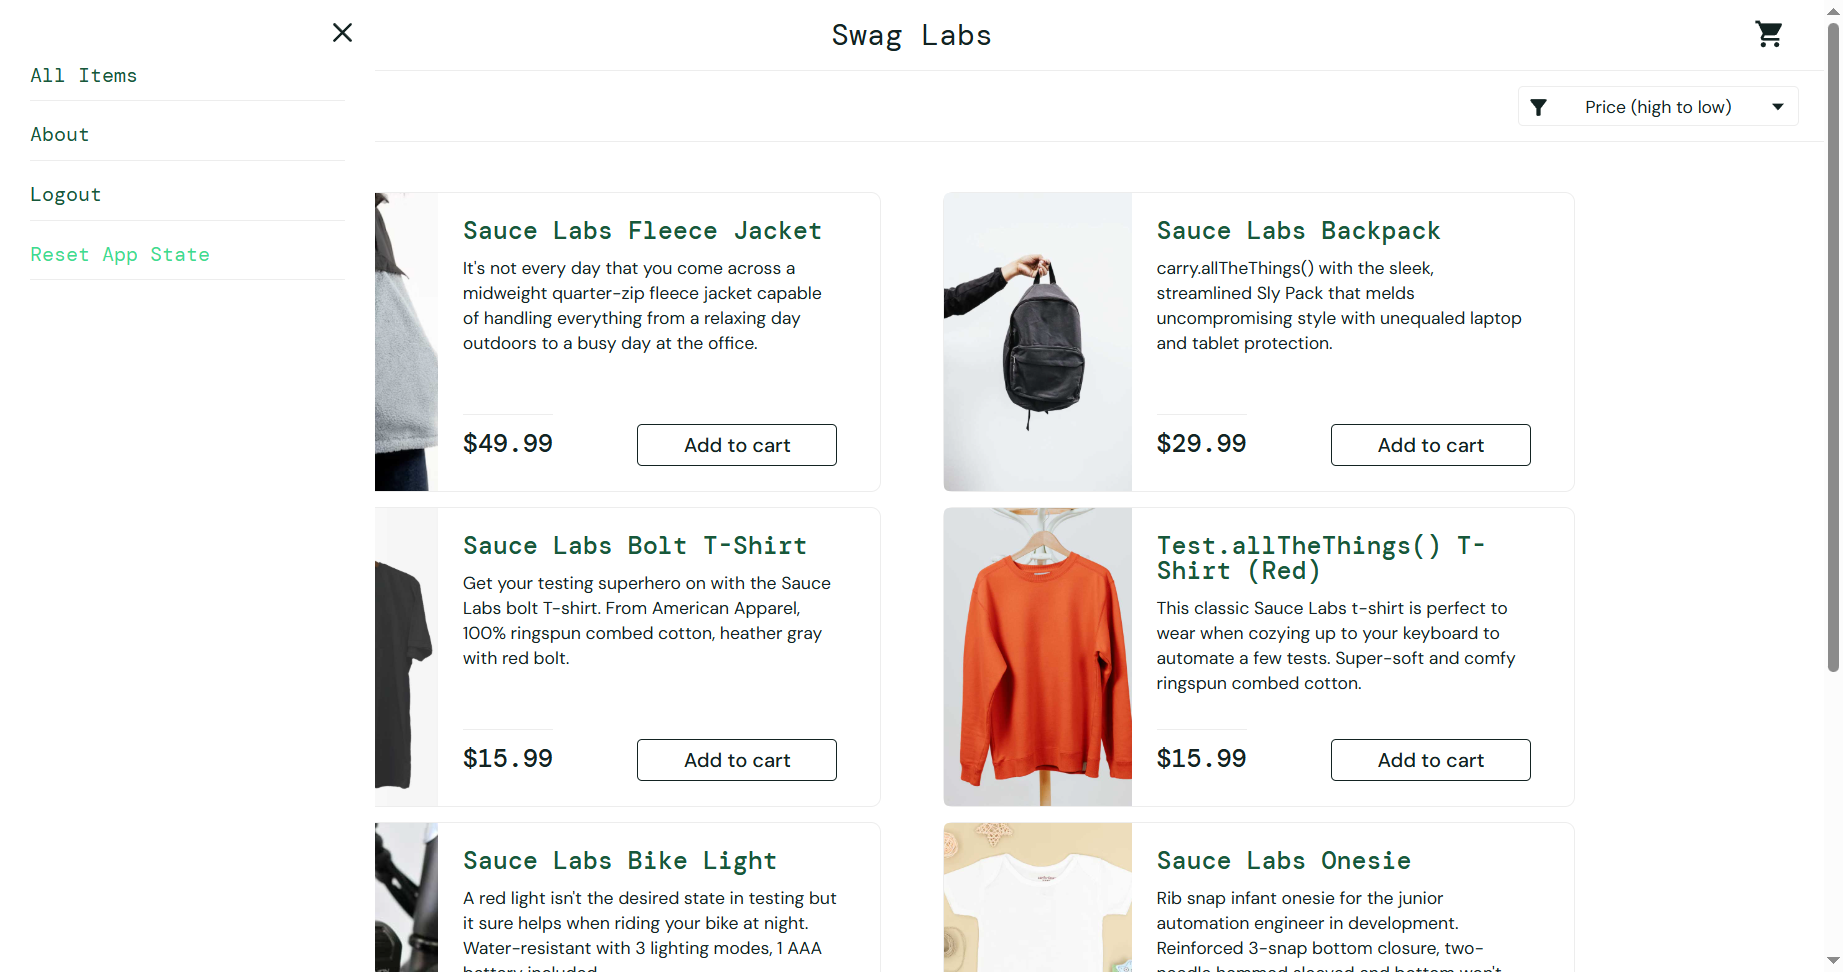 All Items
About
Logout
Reset App State
Swag Labs
Price (high to low)
Sauce Labs Fleece Jacket
It's not every day that you come across a
midweight quarter-zip fleece jacket capable
of handling everything from a relaxing day
outdoors to a busy day at the office.
$49.99
Add to cart
Sauce Labs Backpack
carry.allTheThings() with the sleek,
streamlined Sly Pack that melds
uncompromising style with unequaled laptop
and tablet protection.
$29.99
Add to cart
Sauce Labs Bolt T-Shirt
Get your testing superhero on with the Sauce
Labs bolt T-shirt. From American Apparel,
100% ringspun combed cotton, heather gray
with red bolt.
$15.99
Add to cart
Test.allTheThings() T-
Shirt (Red)
This classic Sauce Labs t-shirt is perfect to
wear when cozying up to your keyboard to
automate a few tests. Super-soft and comfy
ringspun combed cotton.
$15.99
Add to cart
Sauce Labs Bike Light
A red light isn't the desired state in testing but
it sure helps when riding your bike at night.
Water-resistant with 3 lighting modes, 1 AAA
battery included.
Sauce Labs Onesie
Rib snap infant onesie for the junior
automation engineer in development.
Reinforced 3-snap bottom closure, two-
needle hemmed sleeved and bottom won't